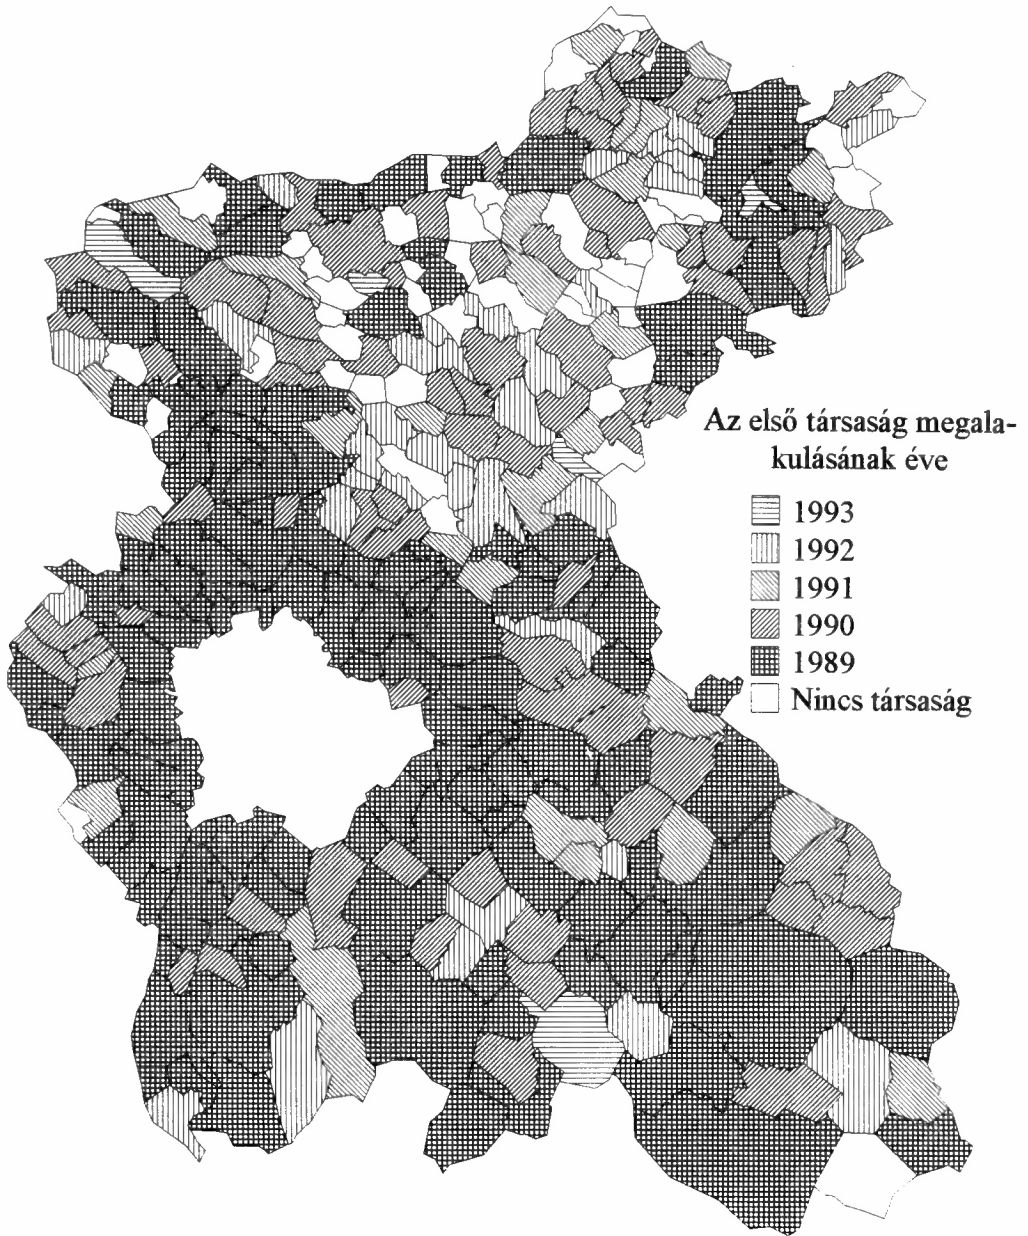 Az első társaság megala-
kulásának éve
1993
1992
1991
1990
1989
Nincs társaság